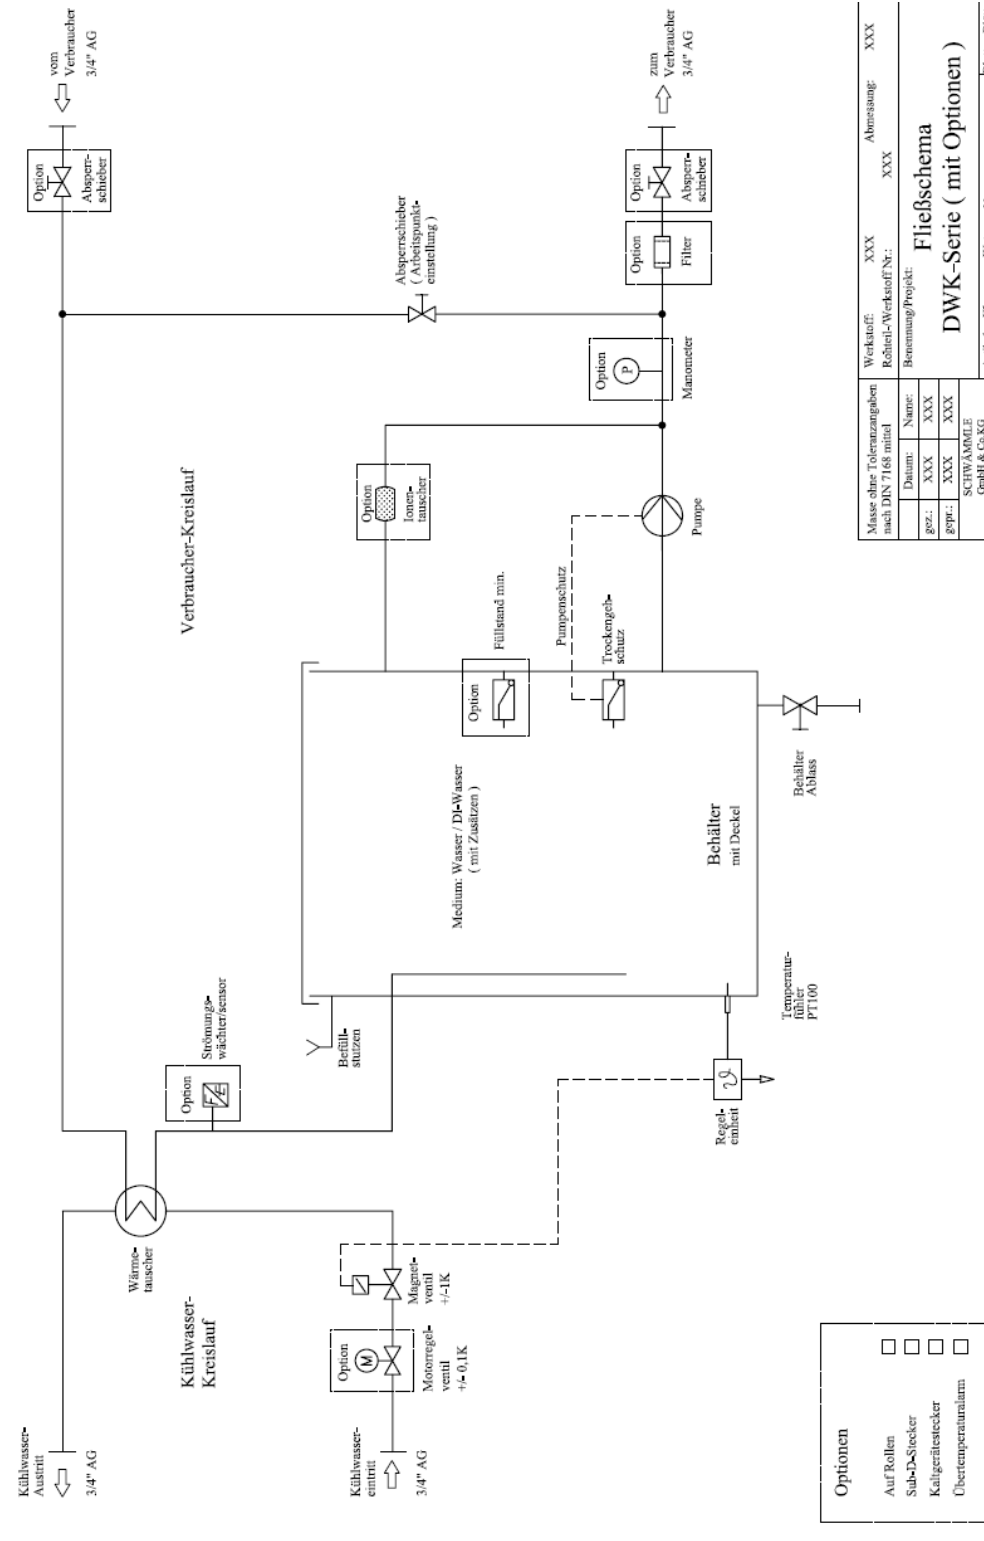 Kühlwasser-
Austritt
3/4" AG
Kühlwasser-
eintritt
3/4" AG
Kühlwasser-
Kreislauf
Wärme-
tauscher
Option
M
Motorregel-
ventil
+/- 0,1K
Magnet-
ventil
+/-1K
Option
F/E
Strömungs-
wächter/sensor
Befüll-
stutzen
Regel-
einheit
ϑ
Temperatur-
fühler
PT100
Medium: Wasser / DI-Wasser
( mit Zusätzen )
Behälter
mit Deckel
Behälter
Ablass
Option
Füllstand min.
Trockengeh-
schutz
Pumpenschutz
Pumpe
Verbraucher-Kreislauf
Option
Ionen-
tauscher
Option
P
Manometer
Absperrschieber
( Arbeitspunkt-
einstellung )
Option
Filter
Option
Absperr-
schieber
Option
Absperr-
schieber
vom
Verbraucher
3/4" AG
zum
Verbraucher
3/4" AG
Optionen
Auf Rollen
Sub-D-Stecker
Kaltgerätestecker
Übertemperaturalarm
Masse ohne Toleranzangaben
nach DIN 7168 mittel
Werkstoff: XXX Abmessung: XXX
Rohteil-/Werkstoff Nr.: XXX
Datum: Name:
gez.: XXX XXX
gepr.: XXX XXX
SCHWÄMMLE
GmbH & Co KG
Benennung/Projekt:
Fließschema
DWK-Serie ( mit Optionen )